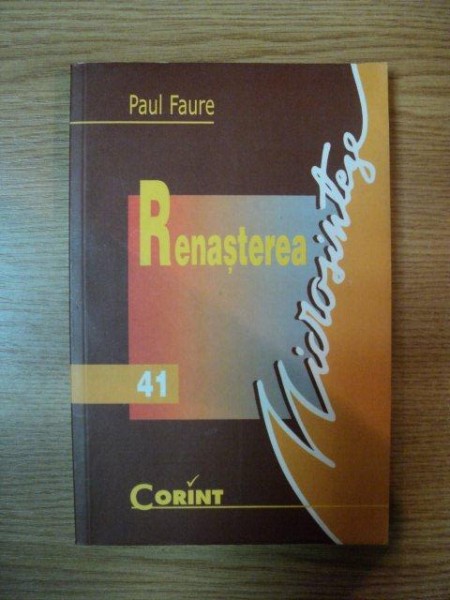 Paul Faure
Renașterea
Microsinteze
41
CORINT